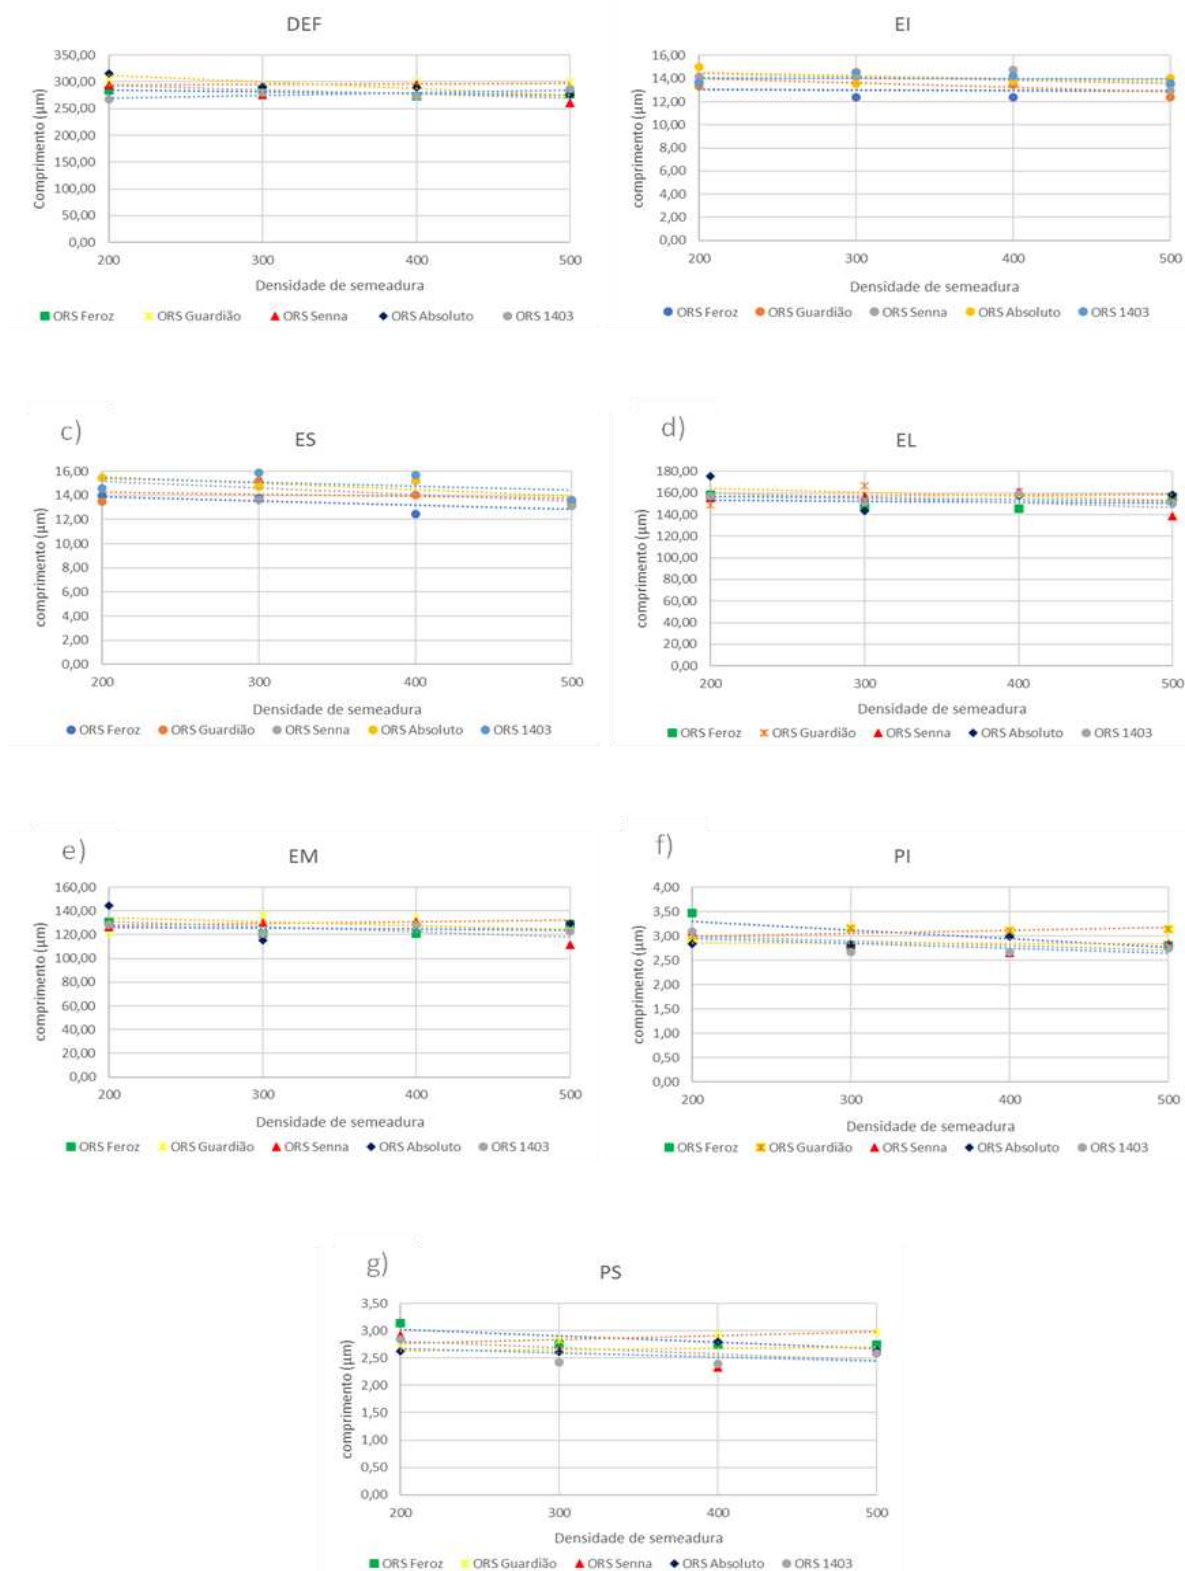 DEF
Comprimento (μm)
350,00
300,00
250,00
200,00
150,00
100,00
50,00
0,00
200 300 400 500
Densidade de semeadura
ORS Feroz ORS Guardião ORS Senna ORS Absoluto ORS 1403
EI
comprimento (μm)
16,00
14,00
12,00
10,00
8,00
6,00
4,00
2,00
0,00
200 300 400 500
Densidade de semeadura
ORS Feroz ORS Guardião ORS Senna ORS Absoluto ORS 1403
c)
ES
comprimento (μm)
16,00
14,00
12,00
10,00
8,00
6,00
4,00
2,00
0,00
200 300 400 500
Densidade de semeadura
ORS Feroz ORS Guardião ORS Senna ORS Absoluto ORS 1403
d)
EL
comprimento (μm)
180,00
160,00
140,00
120,00
100,00
80,00
60,00
40,00
20,00
0,00
200 300 400 500
Densidade de semeadura
ORS Feroz ORS Guardião ORS Senna ORS Absoluto ORS 1403
e)
EM
comprimento (μm)
160,00
140,00
120,00
100,00
80,00
60,00
40,00
20,00
0,00
200 300 400 500
Densidade de semeadura
ORS Feroz ORS Guardião ORS Senna ORS Absoluto ORS 1403
f)
PI
comprimento (μm)
4,00
3,50
3,00
2,50
2,00
1,50
1,00
0,50
0,00
200 300 400 500
Densidade de semeadura
ORS Feroz ORS Guardião ORS Senna ORS Absoluto ORS 1403
g)
PS
comprimento (μm)
3,50
3,00
2,50
2,00
1,50
1,00
0,50
0,00
200 300 400 500
Densidade de semeadura
ORS Feroz ORS Guardião ORS Senna ORS Absoluto ORS 1403